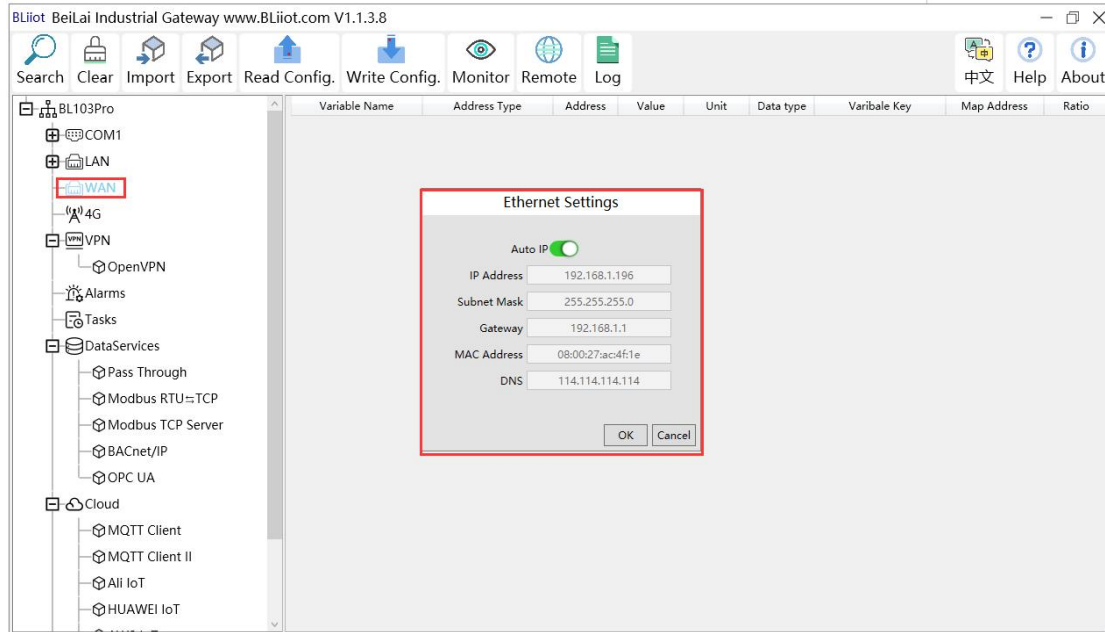 BLiiot BeiLai Industrial Gateway www.BLiiot.com V1.1.3.8
Search Clear Import Export Read Config. Write Config. Monitor Remote Log 中文 Help About
BL103Pro
COM1
LAN
WAN
4G
VPN
OpenVPN
Alarms
Tasks
DataServices
Pass Through
Modbus RTU⇆TCP
Modbus TCP Server
BACnet/IP
OPC UA
Cloud
MQTT Client
MQTT Client II
Ali IoT
HUAWEI IoT
Variable Name Address Type Address Value Unit Data type Varibale Key Map Address Ratio
Ethernet Settings
Auto IP
IP Address 192.168.1.196
Subnet Mask 255.255.255.0
Gateway 192.168.1.1
MAC Address 08:00:27:ac:4f:1e
DNS 114.114.114.114
OK Cancel